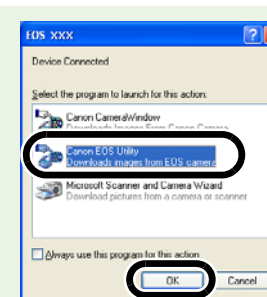 EOS XXX
?
Device Connected
Select the program to launch for this action:
Canon CameraWindow
Downloads Images From Canon Camera
Canon EOS Utility
Downloads images from EOS camera
Microsoft Scanner and Camera Wizard
Download pictures from a camera or scanner
Always use this program for this action
OK
Cancel